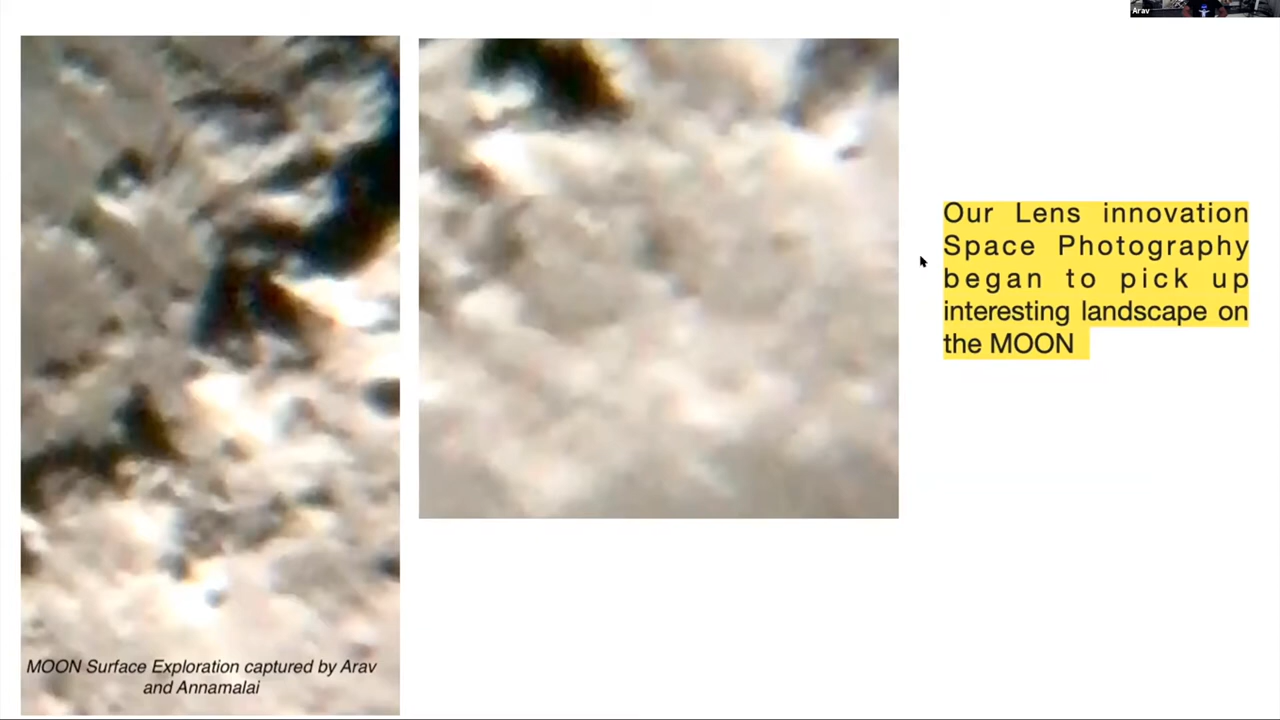 Arav
Our Lens innovation
Space Photography
began to pick up
interesting landscape on
the MOON
MOON Surface Exploration captured by Arav
and Annamalai